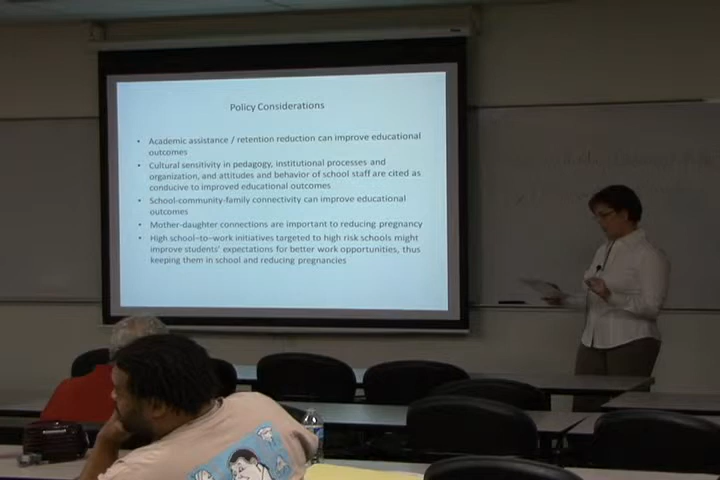 Policy Considerations
• Academic assistance / retention reduction can improve educational
outcomes
• Cultural sensitivity in pedagogy, institutional processes and
organization, and attitudes and behavior of school staff are cited as
conducive to improved educational outcomes
• School-community-family connectivity can improve educational
outcomes
• Mother-daughter connections are important to reducing pregnancy
• High school–to–work initiatives targeted to high risk schools might
improve students' expectations for better work opportunities, thus
keeping them in school and reducing pregnancies